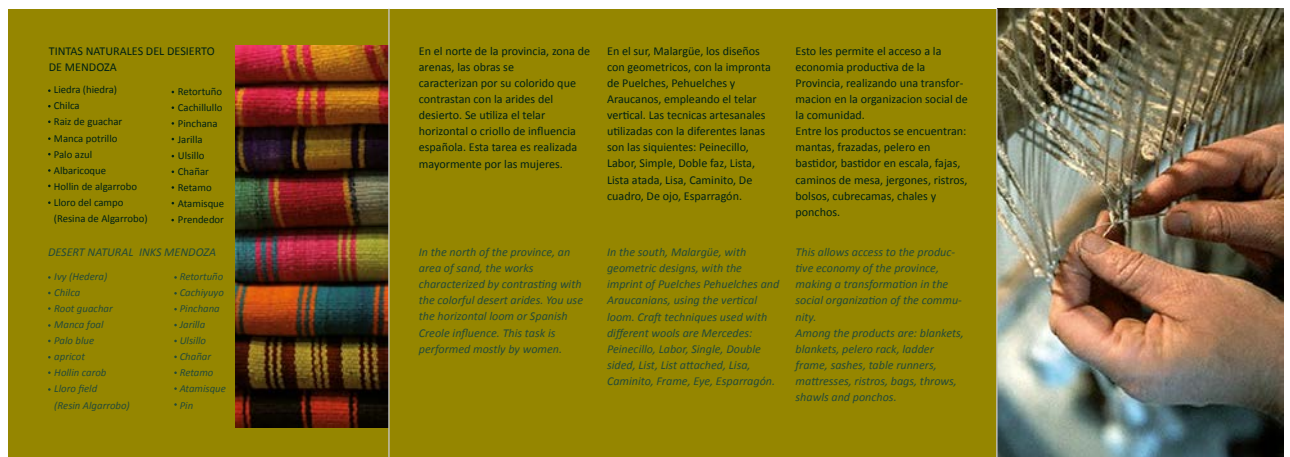 TINTAS NATURALES DEL DESIERTO
DE MENDOZA
• Liedra (hiedra)
• Chilca
• Raiz de guachar
• Manca potrillo
• Palo azul
• Albaricoque
• Hollin de algarrobo
• Lloro del campo
(Resina de Algarrobo)
• Retortuño
• Cachillullo
• Pinchana
• Jarilla
• Ulsillo
• Chañar
• Retamo
• Atamisque
• Prendedor
DESERT NATURAL INKS MENDOZA
• Ivy (Hedera)
• Chilca
• Root guachar
• Manca foal
• Palo blue
• apricot
• Hollin carob
• Lloro field
(Resin Algarrobo)
• Retortuño
• Cachiyuyo
• Pinchana
• Jarilla
• Ulsillo
• Chañar
• Retamo
• Atamisque
• Pin
En el norte de la provincia, zona de
arenas, las obras se
caracterizan por su colorido que
contrastan con la arides del
desierto. Se utiliza el telar
horizontal o criollo de influencia
española. Esta tarea es realizada
mayormente por las mujeres.
In the north of the province, an
area of sand, the works
characterized by contrasting with
the colorful desert arides. You use
the horizontal loom or Spanish
Creole influence. This task is
performed mostly by women.
En el sur, Malargüe, los diseños
con geometricos, con la impronta
de Puelches, Pehuelches y
Araucanos, empleando el telar
vertical. Las tecnicas artesanales
utilizadas con la diferentes lanas
son las siquientes: Peinecillo,
Labor, Simple, Doble faz, Lista,
Lista atada, Lisa, Caminito, De
cuadro, De ojo, Esparragón.
In the south, Malargüe, with
geometric designs, with the
imprint of Puelches Pehuelches and
Araucanians, using the vertical
loom. Craft techniques used with
different wools are Mercedes:
Peinecillo, Labor, Single, Double
sided, List, List attached, Lisa,
Caminito, Frame, Eye, Esparragón.
Esto les permite el acceso a la
economia productiva de la
Provincia, realizando una transfor-
macion en la organizacion social de
la comunidad.
Entre los productos se encuentran:
mantas, frazadas, pelero en
bastidor, bastidor en escala, fajas,
caminos de mesa, jergones, ristros,
bolsos, cubrecamas, chales y
ponchos.
This allows access to the produc-
tive economy of the province,
making a transformation in the
social organization of the commu-
nity.
Among the products are: blankets,
blankets, pelero rack, ladder
frame, sashes, table runners,
mattresses, ristros, bags, throws,
shawls and ponchos.